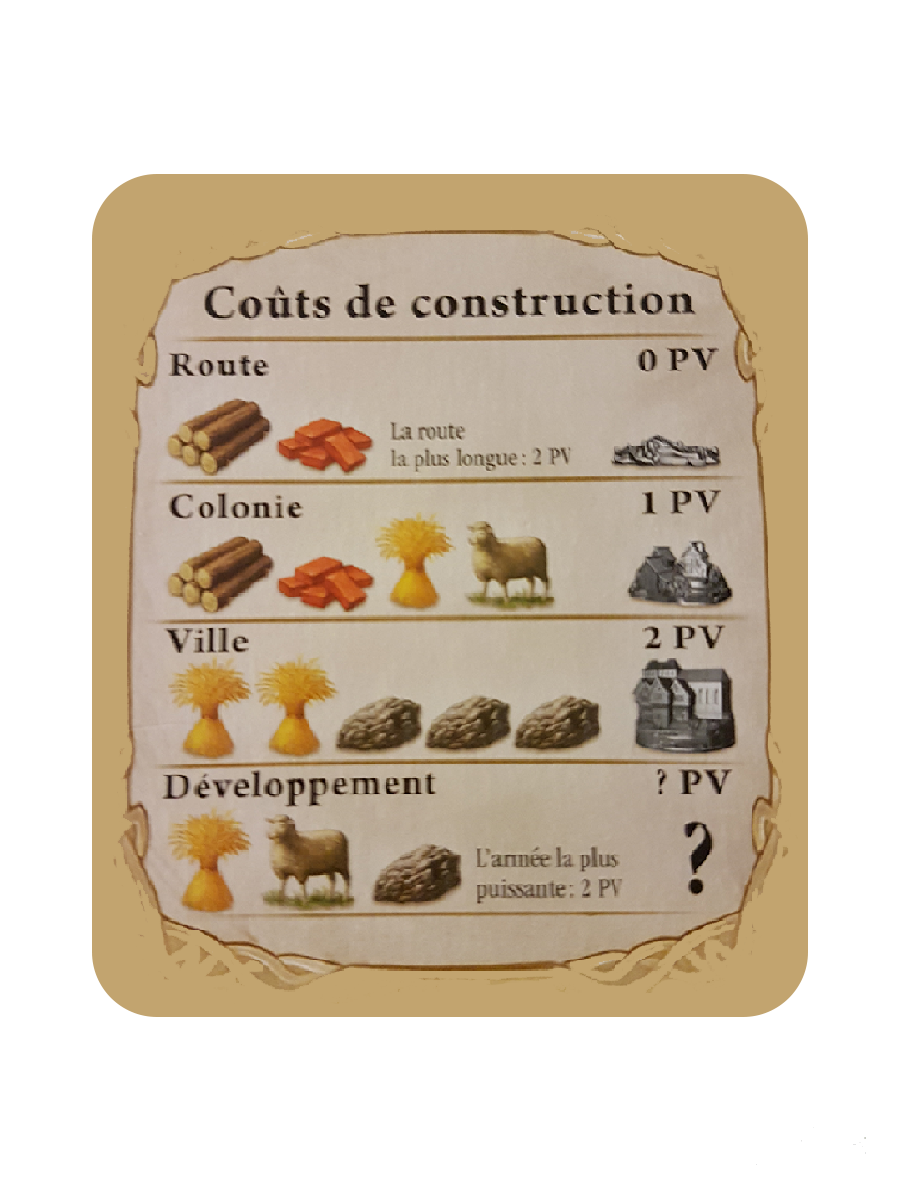 Coûts de construction
Route 0 PV
La route
la plus longue : 2 PV
Colonie 1 PV
Ville 2 PV
Développement ? PV
L'armée la plus
puissante : 2 PV
?